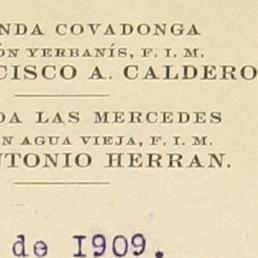 NDA COVADONGA
ÓN YERBANÍS, F. I. M.
CISCO A. CALDERO
DA LAS MERCEDES
N AGUA VIEJA, F. I. M.
NTONIO HERRAN.
de 1909.